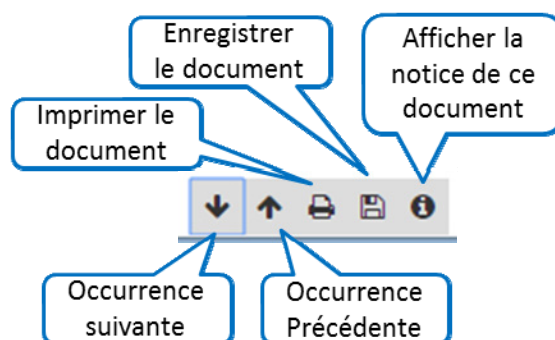 Enregistrer
le document
Afficher la
notice de ce
document
Imprimer le
document
Occurrence
suivante
Occurrence
Précédente